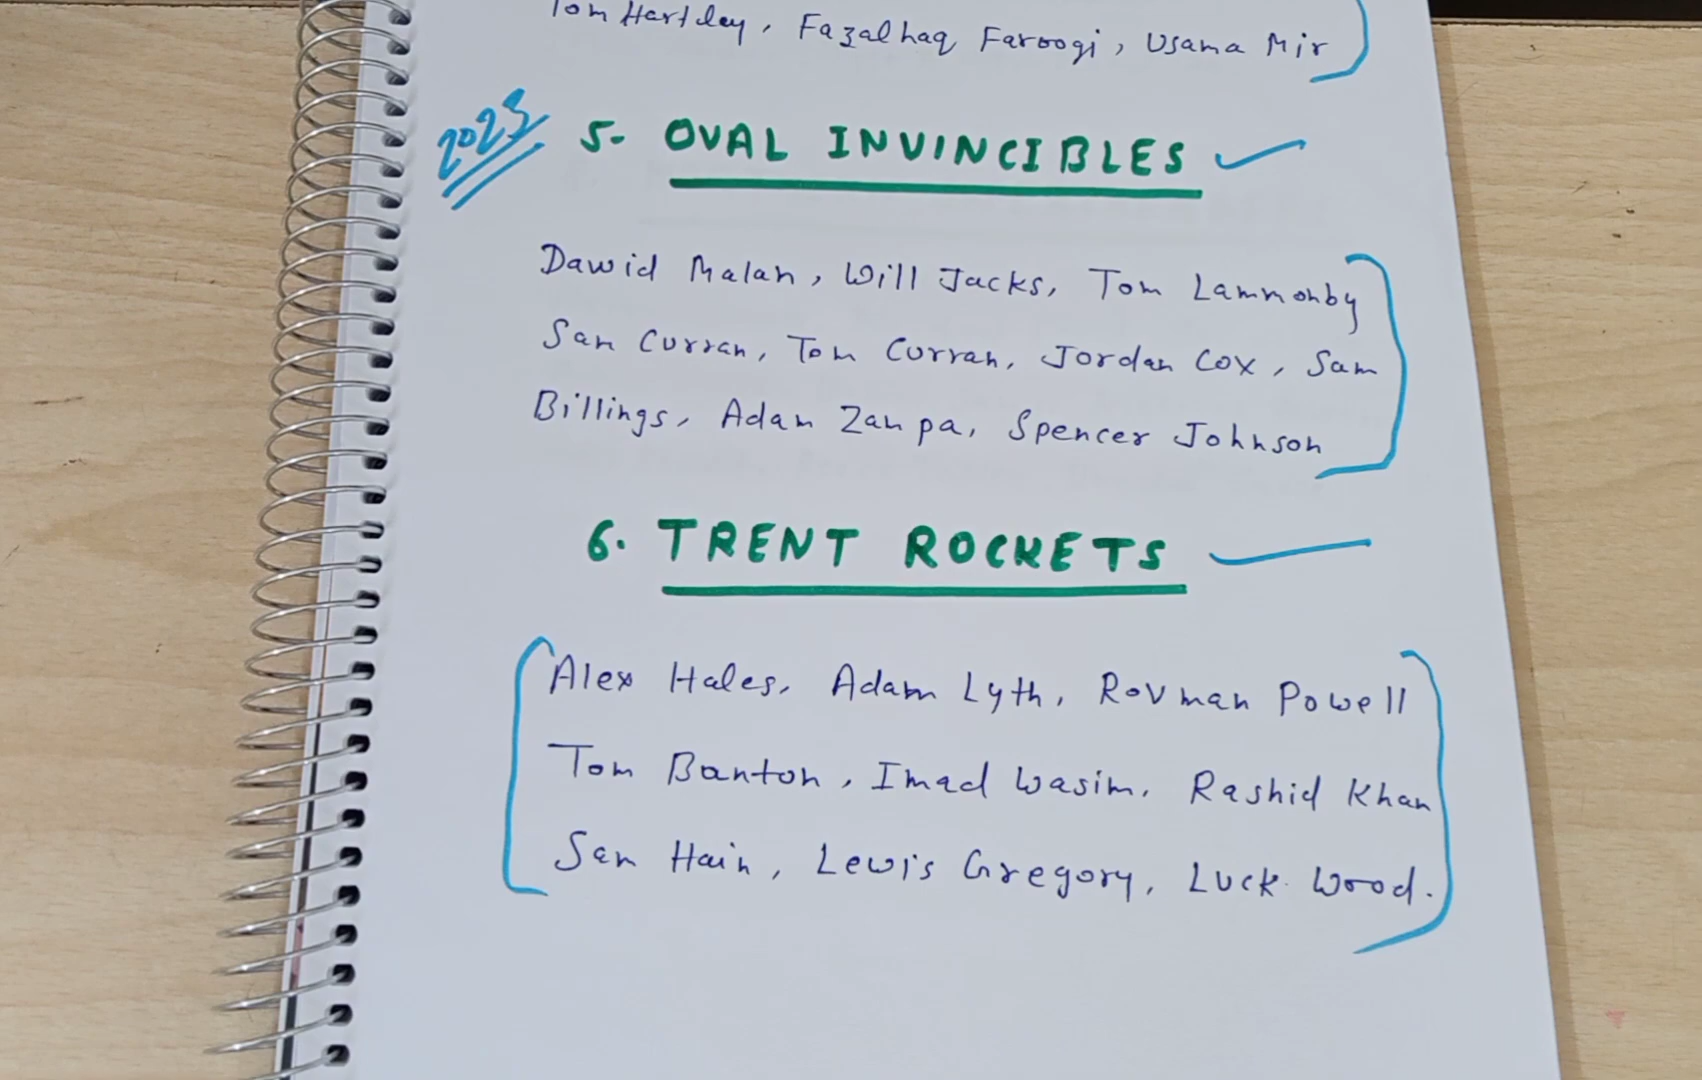 Tom Hartley, Fazalhaq Farooqi, Usama Mir
2023
5. OVAL INVINCIBLES
Dawid Malan, Will Jacks, Tom Lammonby
Sam Curran, Tom Curran, Jordan Cox, Sam
Billings, Adam Zampa, Spencer Johnson
6. TRENT ROCKETS
Alex Hales, Adam Lyth, Rovman Powell
Tom Banton, Imad Wasim, Rashid Khan
Sam Hain, Lewis Gregory, Luck Wood.